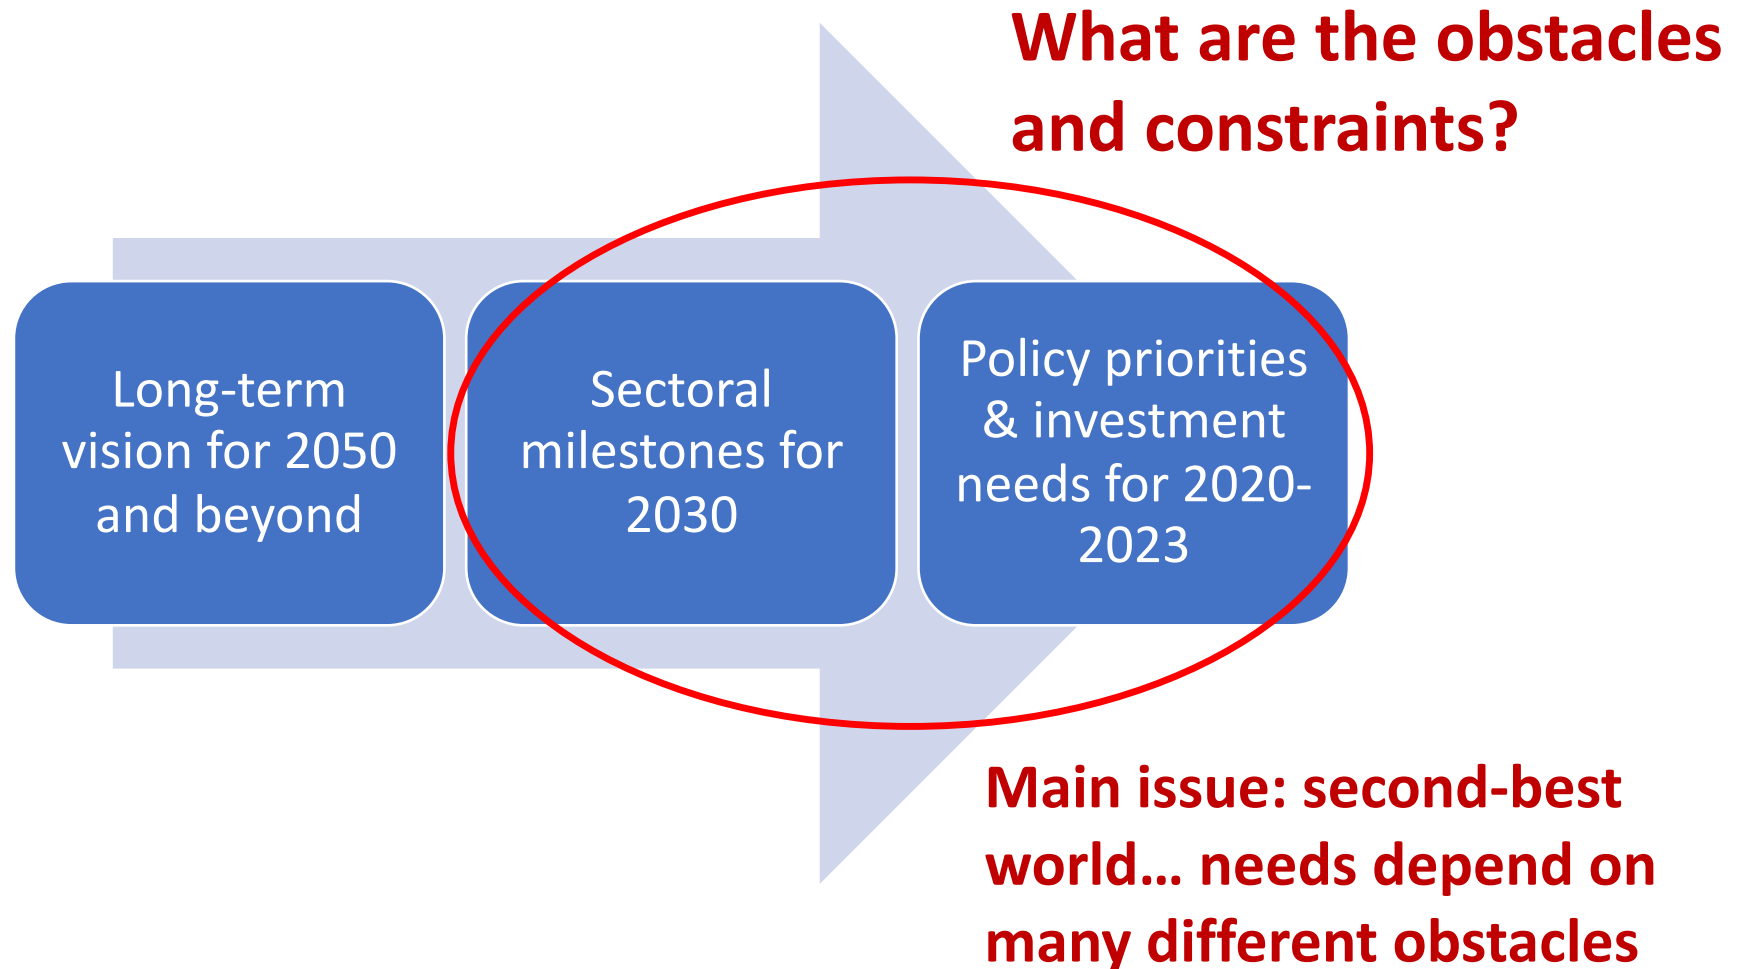 What are the obstacles
and constraints?
Long-term
vision for 2050
and beyond
Sectoral
milestones for
2030
Policy priorities
& investment
needs for 2020-
2023
Main issue: second-best
world... needs depend on
many different obstacles